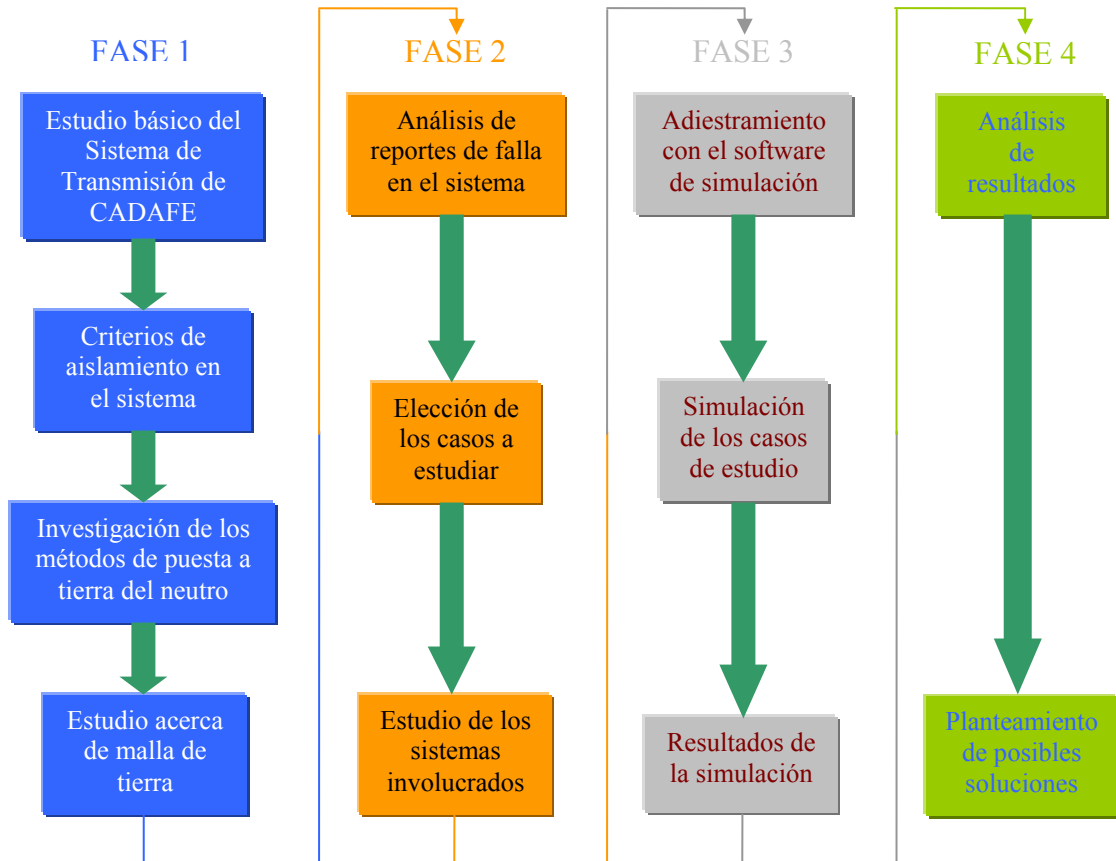 FASE 1
Estudio básico del
Sistema de
Transmisión de
CADAFE
Criterios de
aislamiento en
el sistema
Investigación de los
métodos de puesta a
tierra del neutro
Estudio acerca
de malla de
tierra
FASE 2
Análisis de
reportes de falla
en el sistema
Elección de
los casos a
estudiar
Estudio de los
sistemas
involucrados
FASE 3
Adiestramiento
con el software
de simulación
Simulación
de los casos
de estudio
Resultados de
la simulación
FASE 4
Análisis
de
resultados
Planteamiento
de posibles
soluciones